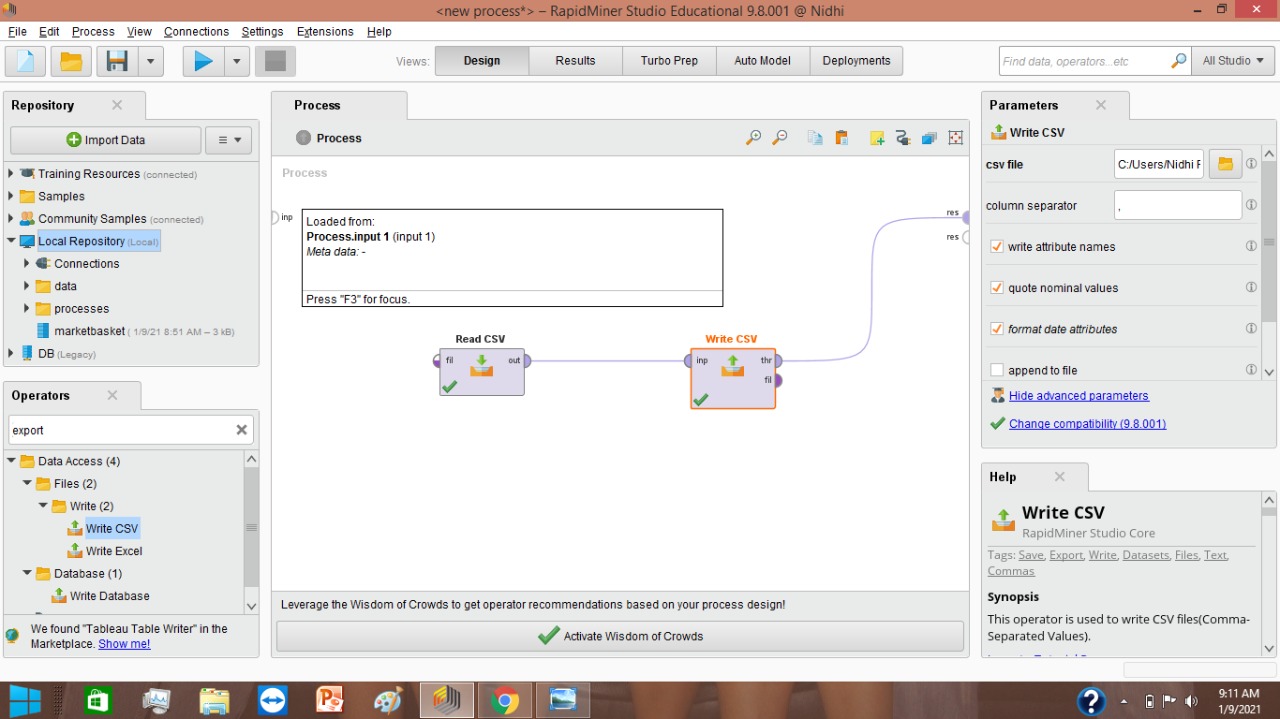 <new process*> – RapidMiner Studio Educational 9.8.001 @ Nidhi
File Edit Process View Connections Settings Extensions Help
Views: Design Results Turbo Prep Auto Model Deployments
Find data, operators...etc
All Studio
Repository
Import Data
Training Resources (connected)
Samples
Community Samples (connected)
Local Repository (Local)
Connections
data
processes
marketbasket ( 1/9/21 8:51 AM – 3 kB)
DB (Legacy)
Operators
export
Data Access (4)
Files (2)
Write (2)
Write CSV
Write Excel
Database (1)
Write Database
We found "Tableau Table Writer" in the
Marketplace. Show me!
Process
Process
Process
inp
Loaded from:
Process.input 1 (input 1)
Meta data: -
Press "F3" for focus.
res
res
Read CSV
fil out
Write CSV
inp thr
fil
Leverage the Wisdom of Crowds to get operator recommendations based on your process design!
Activate Wisdom of Crowds
Parameters
Write CSV
csv file C:/Users/Nidhi
column separator ,
write attribute names
quote nominal values
format date attributes
append to file
Hide advanced parameters
Change compatibility (9.8.001)
Help
Write CSV
RapidMiner Studio Core
Tags: Save, Export, Write, Datasets, Files, Text,
Commas
Synopsis
This operator is used to write CSV files(Comma-
Separated Values).
9:11 AM
1/9/2021